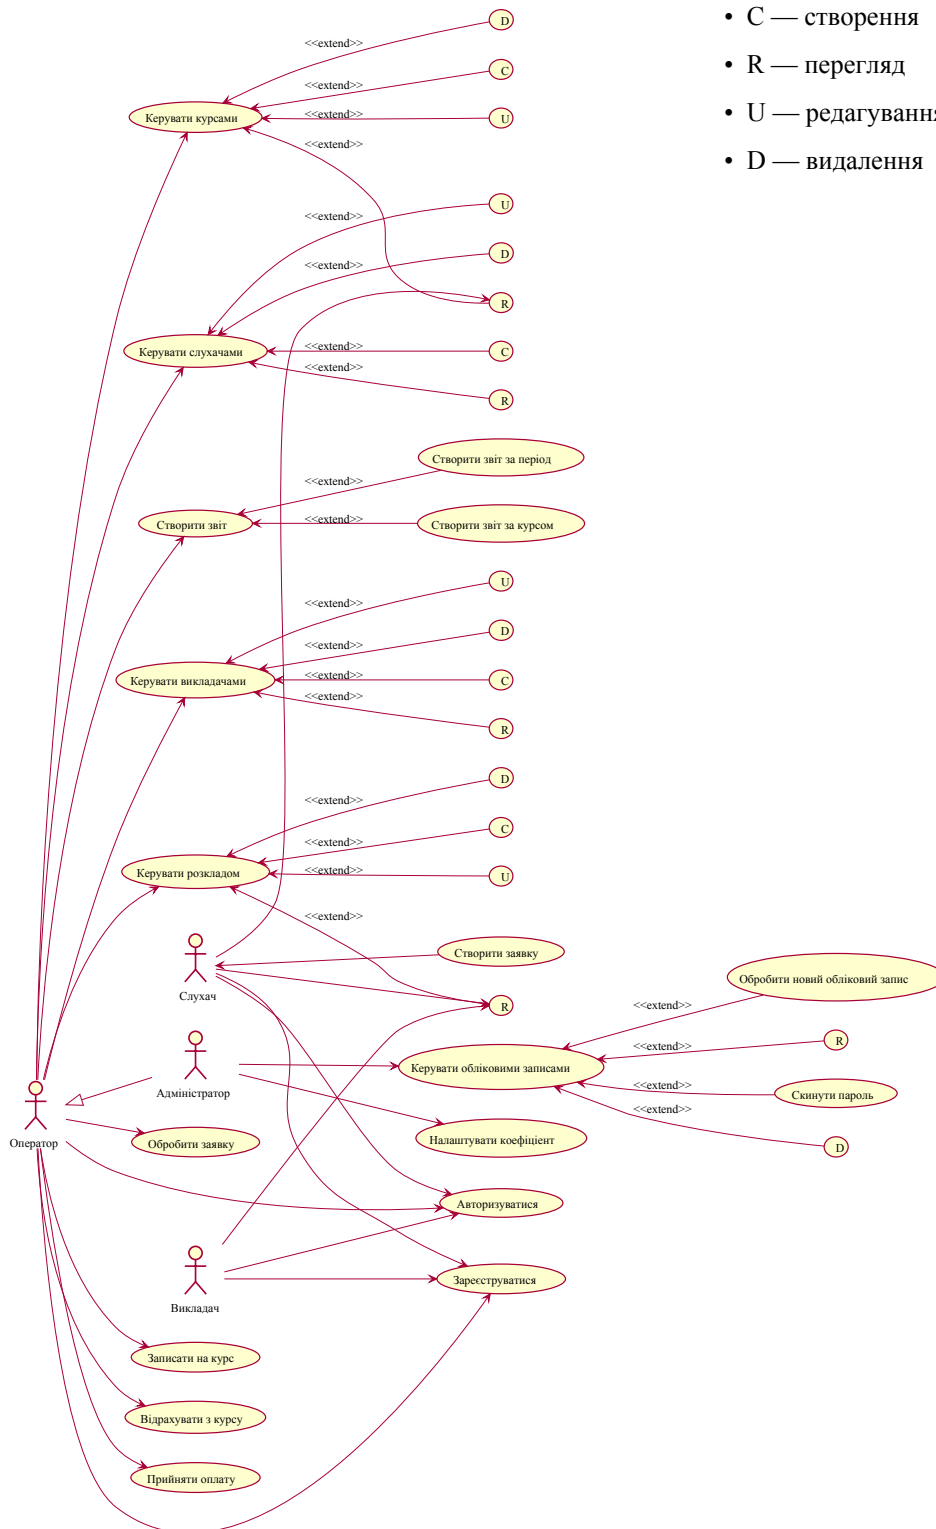 • C — створення
• R — перегляд
• U — редагування
• D — видалення
D
<<extend>>
C
<<extend>>
Керувати курсами
<<extend>>
U
<<extend>>
U
<<extend>>
D
<<extend>>
R
Керувати слухачами
<<extend>>
C
<<extend>>
R
Створити звіт за період
<<extend>>
Створити звіт
<<extend>>
Створити звіт за курсом
U
<<extend>>
D
<<extend>>
Керувати викладачами
<<extend>>
C
<<extend>>
R
D
<<extend>>
C
<<extend>>
Керувати розкладом
<<extend>>
U
<<extend>>
Створити заявку
Слухач
R
Обробити новий обліковий запис
<<extend>>
R
<<extend>>
Керувати обліковими записами
<<extend>>
Скинути пароль
<<extend>>
D
Адміністратор
Оператор
Обробити заявку
Налаштувати коефіцієнт
Авторизуватися
Викладач
Зареєструватися
Записати на курс
Відрахувати з курсу
Прийняти оплату